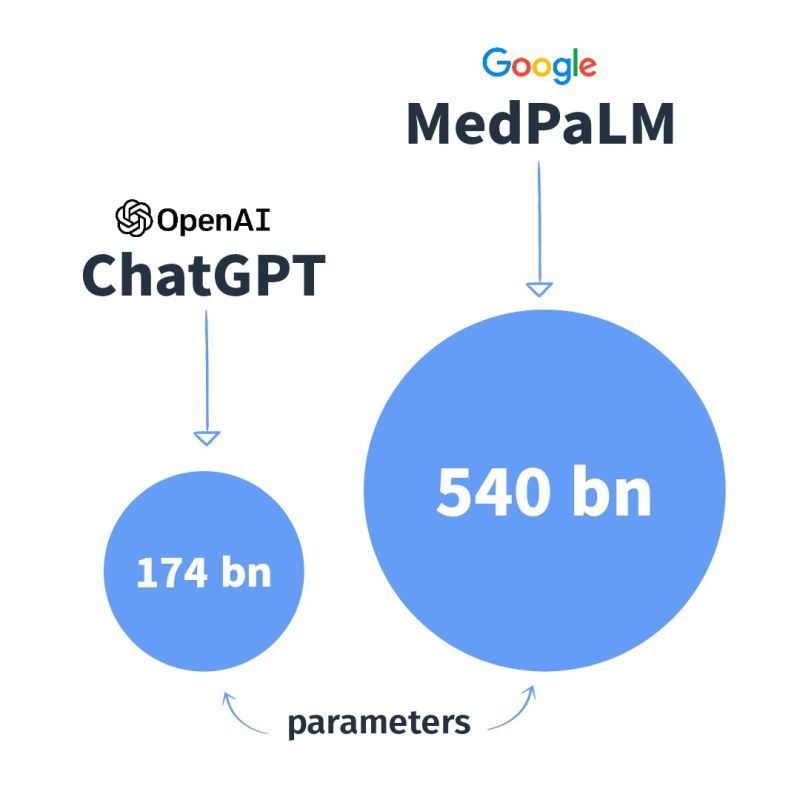 Google
MedPaLM
OpenAI
ChatGPT
540 bn
174 bn
parameters